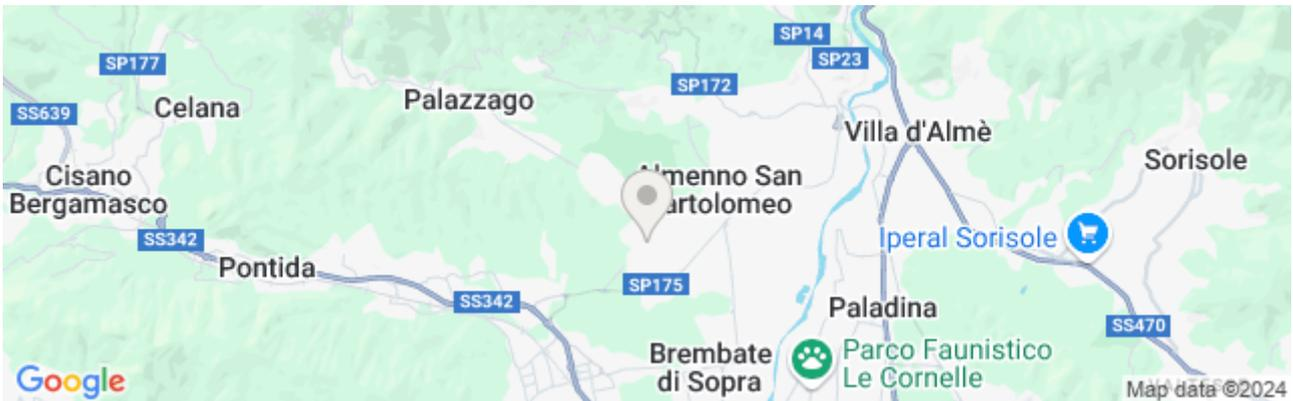 SP14
SP23
SP177
SP172
SS639
Celana
Palazzago
Villa d'Almè
Sorisole
Cisano
Bergamasco
Almenno San
Bartolomeo
SS342
Iperal Sorisole
Pontida
SS342
SP175
Paladina
SS470
Brembate
di Sopra
Parco Faunistico
Le Cornelle
Google
Map data ©2024